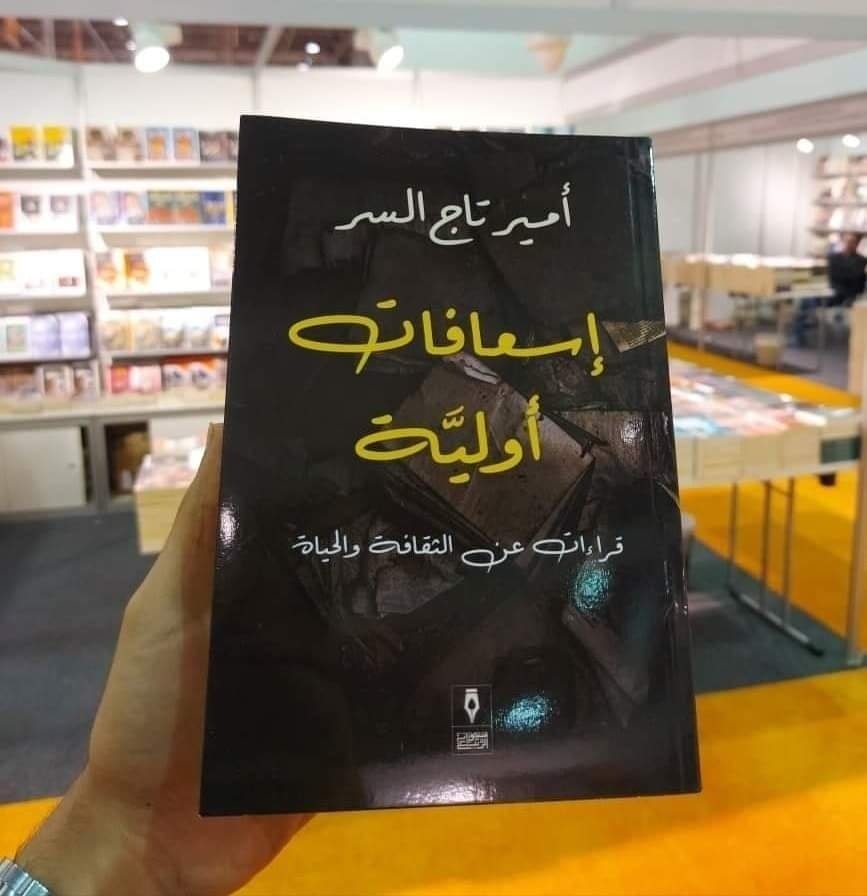 أمير تاج السر
إسعافات
أوليَّة
قراءات عن الثقافة والحياة